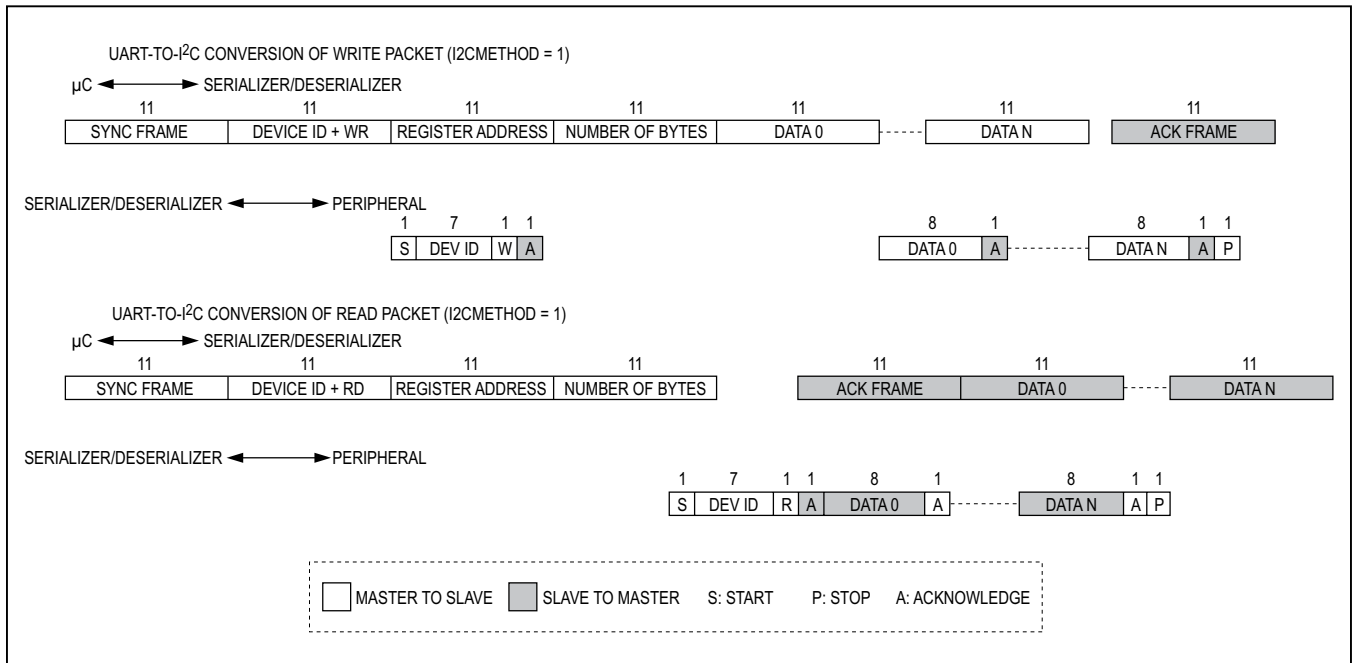 UART-TO-I²C CONVERSION OF WRITE PACKET (I2CMETHOD = 1)
µC SERIALIZER/DESERIALIZER
11 11 11 11 11 11 11
SYNC FRAME DEVICE ID + WR REGISTER ADDRESS NUMBER OF BYTES DATA 0 DATA N ACK FRAME
SERIALIZER/DESERIALIZER PERIPHERAL
1 7 1 1 8 1 8 1 1
S DEV ID W A DATA 0 A DATA N A P
UART-TO-I²C CONVERSION OF READ PACKET (I2CMETHOD = 1)
µC SERIALIZER/DESERIALIZER
11 11 11 11 11 11 11
SYNC FRAME DEVICE ID + RD REGISTER ADDRESS NUMBER OF BYTES ACK FRAME DATA 0 DATA N
SERIALIZER/DESERIALIZER PERIPHERAL
1 7 1 1 8 1 8 1 1
S DEV ID R A DATA 0 A DATA N A P
MASTER TO SLAVE SLAVE TO MASTER S: START P: STOP A: ACKNOWLEDGE